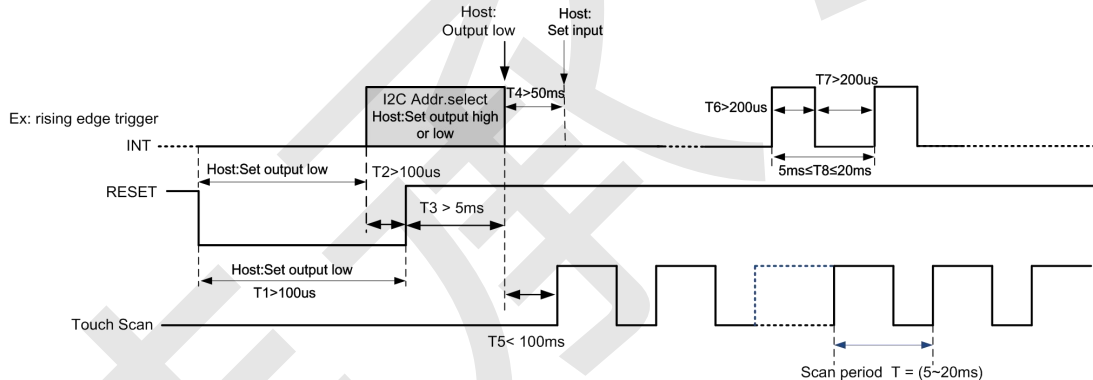 Host:
Output low
Host:
Set input
T4>50ms
T7>200us
I2C Addr.select
Host:Set output high
or low
T6>200us
Ex: rising edge trigger
INT
Host:Set output low
T2>100us
5ms≤T8≤20ms
RESET
T3 > 5ms
Host:Set output low
T1>100us
Touch Scan
T5< 100ms
Scan period T = (5~20ms)